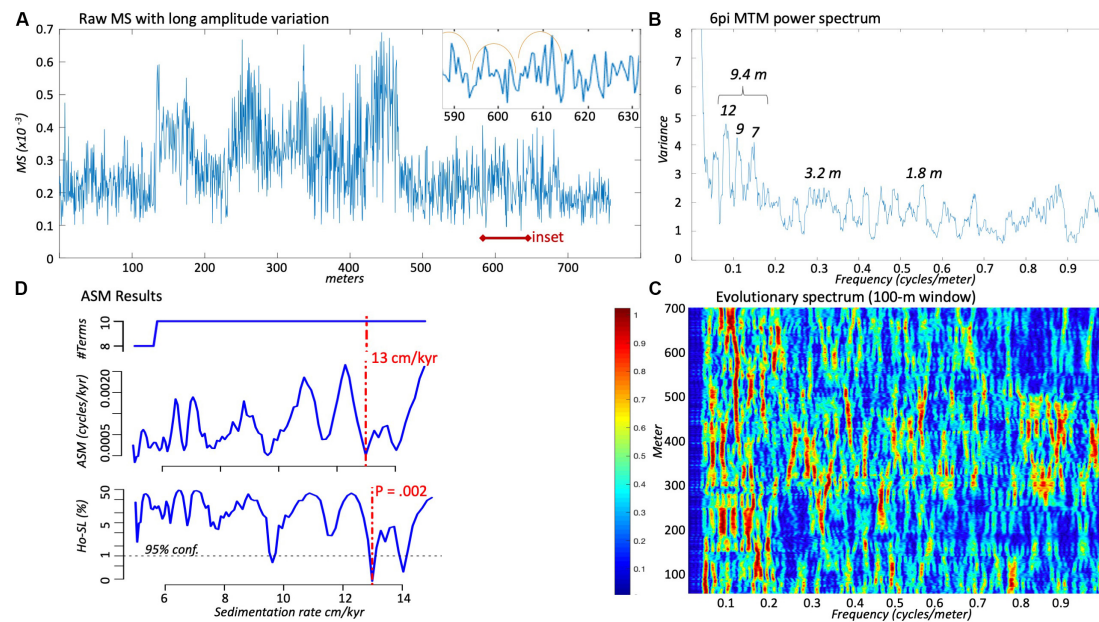 A Raw MS with long amplitude variation
0.7
0.6
0.5
0.4
0.3
0.2
0.1
0
MS (x10 -3)
590 600 610 620 630
inset
100 200 300 400 500 600 700
meters
B 6pi MTM power spectrum
8
7
6
5
4
3
2
1
0
Variance
9.4 m
12
9 7
3.2 m 1.8 m
0.1 0.2 0.3 0.4 0.5 0.6 0.7 0.8 0.9
Frequency (cycles/meter)
D ASM Results
10
8
#Terms
13 cm/kyr
0.0020
0.0005
ASM (cycles/yr)
50
5
1
0
Ho-SL (%)
P = .002
95% conf.
6 8 10 12 14
Sedimentation rate cm/kyr
1
0.9
0.8
0.7
0.6
0.5
0.4
0.3
0.2
0.1
C Evolutionary spectrum (100-m window)
700
600
500
400
300
200
100
Meter
0.1 0.2 0.3 0.4 0.5 0.6 0.7 0.8 0.9
Frequency (cycles/meter)